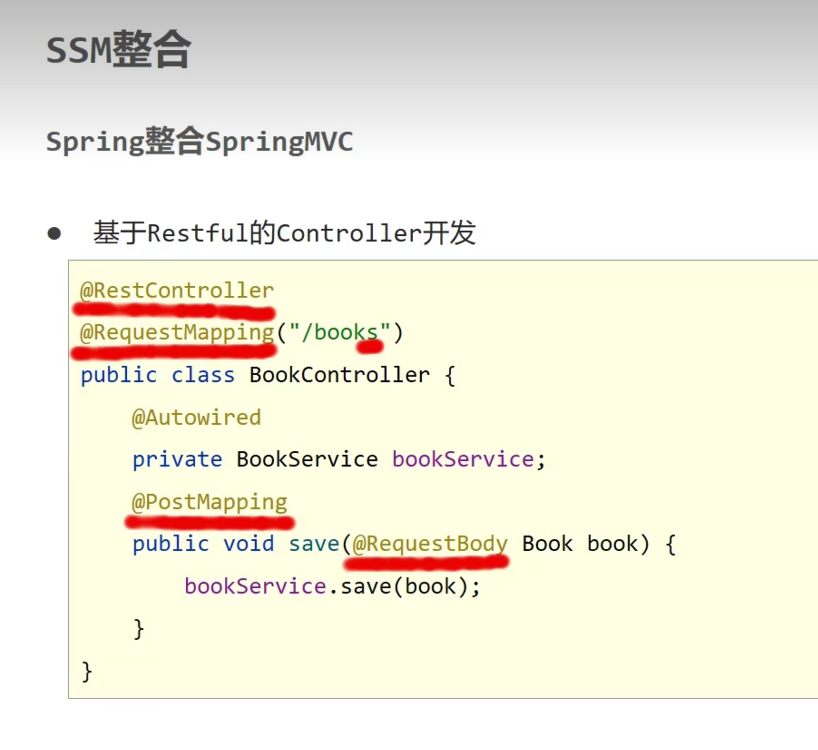 SSM整合
Spring整合SpringMVC
● 基于Restful的Controller开发
@RestController
@RequestMapping("/books")
public class BookController {
    @Autowired
    private BookService bookService;
    @PostMapping
    public void save(@RequestBody Book book) {
        bookService.save(book);
    }
}